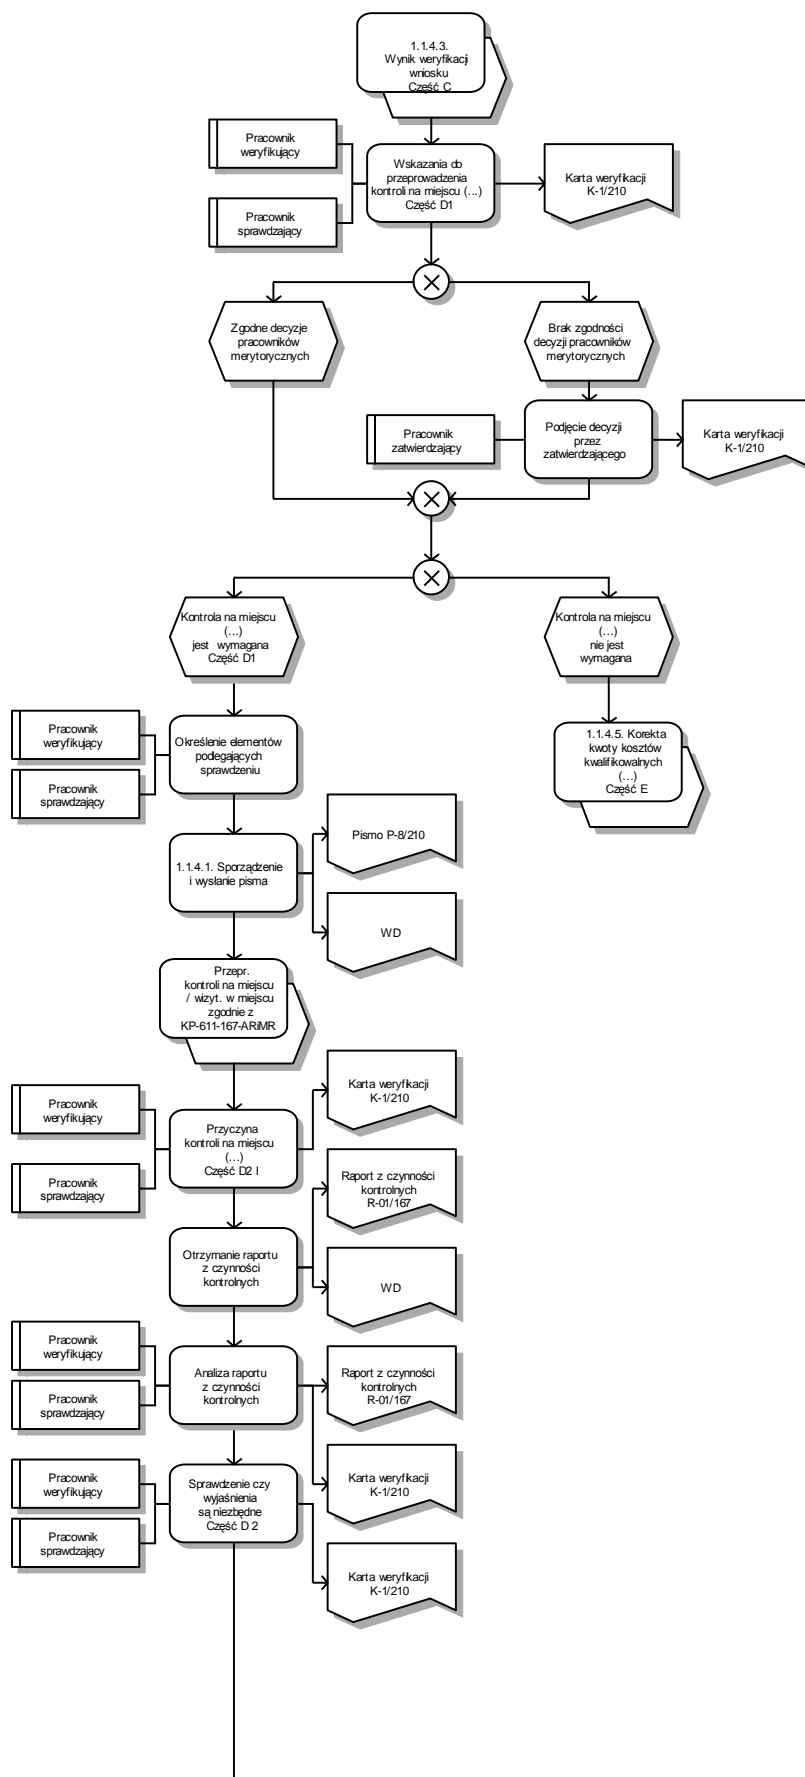 1.1.4.3.
Wynik weryfikacji
wniosku
Część C
Pracownik
weryfikujący
Wskazania do
przeprowadzenia
kontroli na miejscu (...)
Część D1
Karta weryfikacji
K-1/210
Pracownik
sprawdzający
Zgodne decyzje
pracowników
merytorycznych
Brak zgodności
decyzji pracowników
merytorycznych
Pracownik
zatwierdzający
Podjęcie decyzji
przez
zatwierdzającego
Karta weryfikacji
K-1/210
Kontrola na miejscu
(...)
jest wymagana
Część D1
Kontrola na miejscu
(...)
nie jest
wymagana
Pracownik
weryfikujący
Pracownik
sprawdzający
Określenie elementów
podlegających
sprawdzeniu
1.1.4.5. Korekta
kwoty kosztów
kwalifikowalnych
(...)
Część E
1.1.4.1. Sporządzenie
i wysłanie pisma
Pismo P-8/210
WD
Przepr.
kontroli na miejscu
/ wizyt. w miejscu
zgodnie z
KP-611-167-ARiMR
Pracownik
weryfikujący
Pracownik
sprawdzający
Przyczyna
kontroli na miejscu
(...)
Część D2 I
Karta weryfikacji
K-1/210
Raport z czynności
kontrolnych
R-01/167
Otrzymanie raportu
z czynności
kontrolnych
WD
Pracownik
weryfikujący
Pracownik
sprawdzający
Analiza raportu
z czynności
kontrolnych
Raport z czynności
kontrolnych
R-01/167
Karta weryfikacji
K-1/210
Pracownik
weryfikujący
Pracownik
sprawdzający
Sprawdzenie czy
wyjaśnienia
są niezbędne
Część D 2
Karta weryfikacji
K-1/210